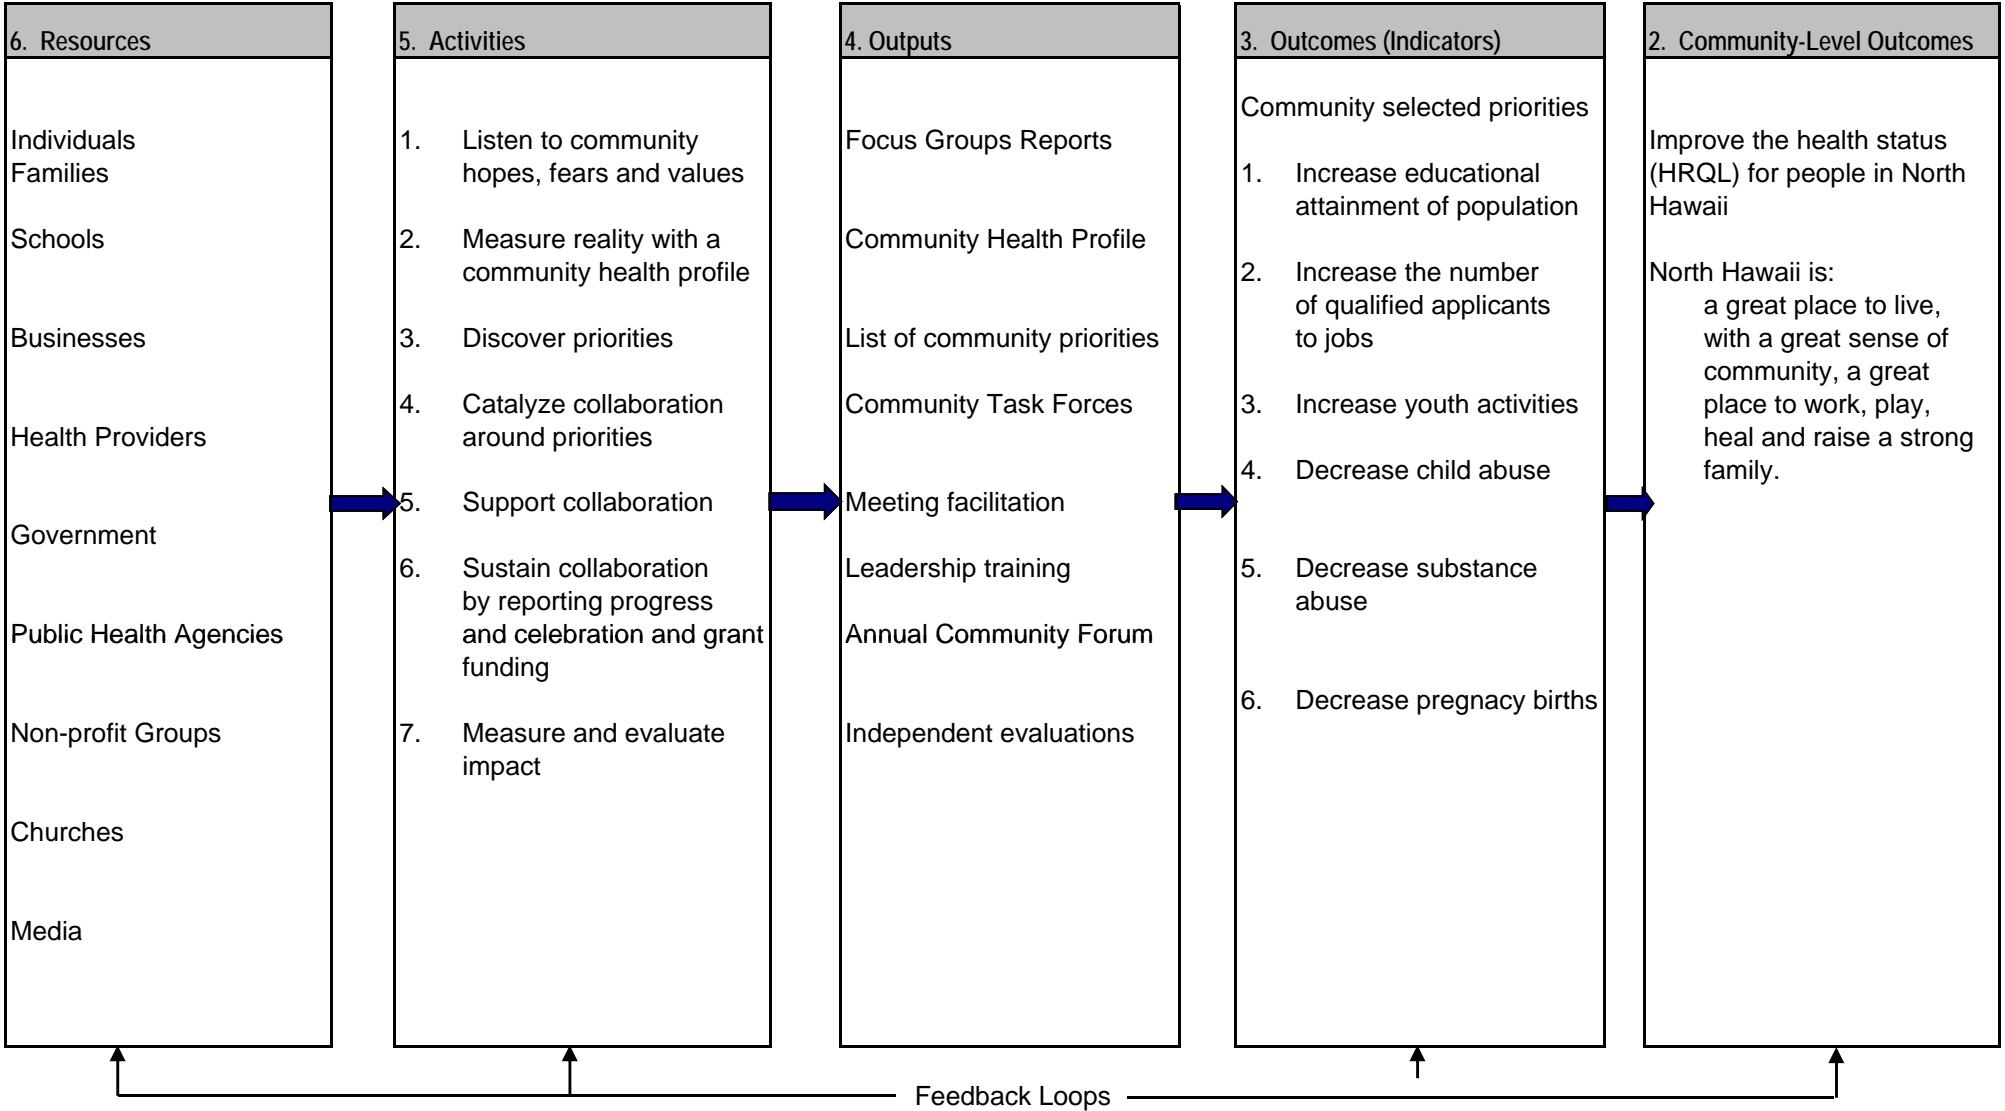 6. Resources
Individuals
Families
Schools
Businesses
Health Providers
Government
Public Health Agencies
Non-profit Groups
Churches
Media
5. Activities
1. Listen to community
hopes, fears and values
2. Measure reality with a
community health profile
3. Discover priorities
4. Catalyze collaboration
around priorities
5. Support collaboration
6. Sustain collaboration
by reporting progress
and celebration and grant
funding
7. Measure and evaluate
impact
4. Outputs
Focus Groups Reports
Community Health Profile
List of community priorities
Community Task Forces
Meeting facilitation
Leadership training
Annual Community Forum
Independent evaluations
3. Outcomes (Indicators)
Community selected priorities
1. Increase educational
attainment of population
2. Increase the number
of qualified applicants
to jobs
3. Increase youth activities
4. Decrease child abuse
5. Decrease substance
abuse
6. Decrease pregnancy births
2. Community-Level Outcomes
Improve the health status
(HRQL) for people in North
Hawaii
North Hawaii is:
a great place to live,
with a great sense of
community, a great
place to work, play,
heal and raise a strong
family.
Feedback Loops